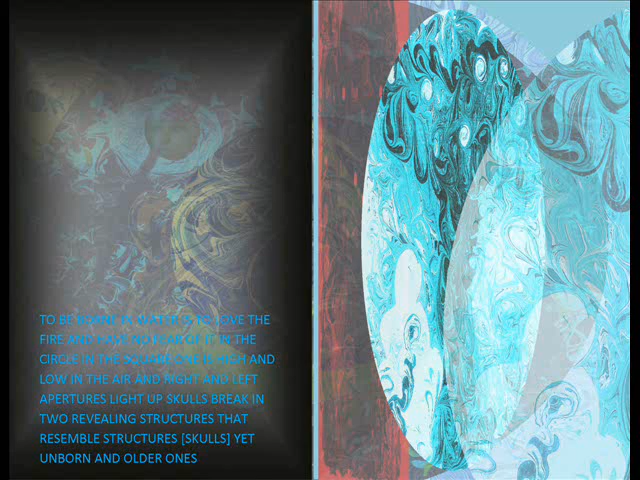 TO BE BORNE IN WATER IS TO LOVE THE
FIRE AND HAVE NO FEAR OF IT IN THE
CIRCLE IN THE SQUARE ONE IS HIGH AND
LOW IN THE AIR AND RIGHT AND LEFT
APERTURES LIGHT UP SKULLS BREAK IN
TWO REVEALING STRUCTURES THAT
RESEMBLE STRUCTURES [SKULLS] YET
UNBORN AND OLDER ONES